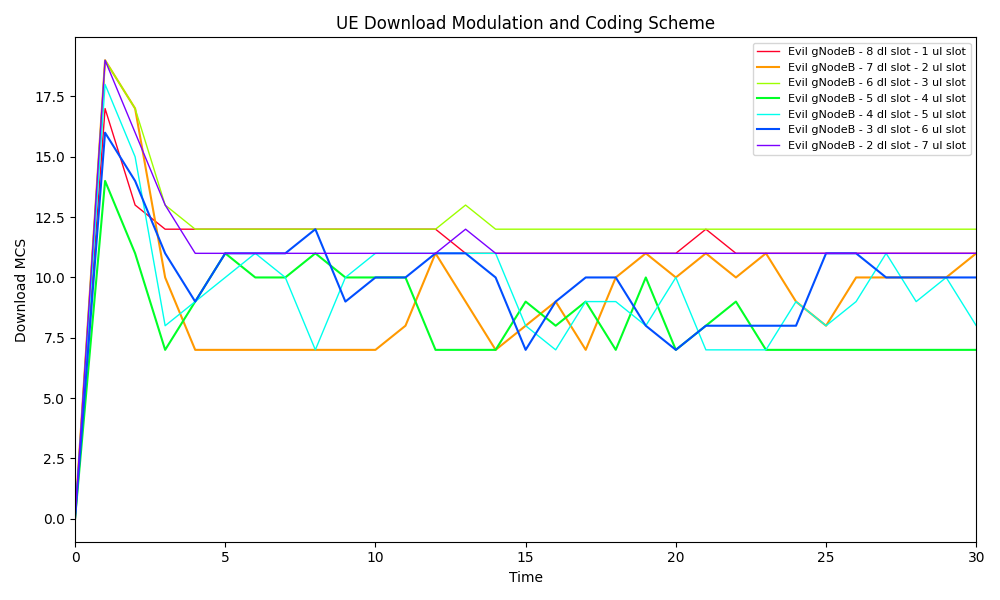 UE Download Modulation and Coding Scheme
Evil gNodeB - 8 dl slot - 1 ul slot
Evil gNodeB - 7 dl slot - 2 ul slot
Evil gNodeB - 6 dl slot - 3 ul slot
Evil gNodeB - 5 dl slot - 4 ul slot
Evil gNodeB - 4 dl slot - 5 ul slot
Evil gNodeB - 3 dl slot - 6 ul slot
Evil gNodeB - 2 dl slot - 7 ul slot
Download MCS
17.5
15.0
12.5
10.0
7.5
5.0
2.5
0.0
0 5 10 15 20 25 30
Time